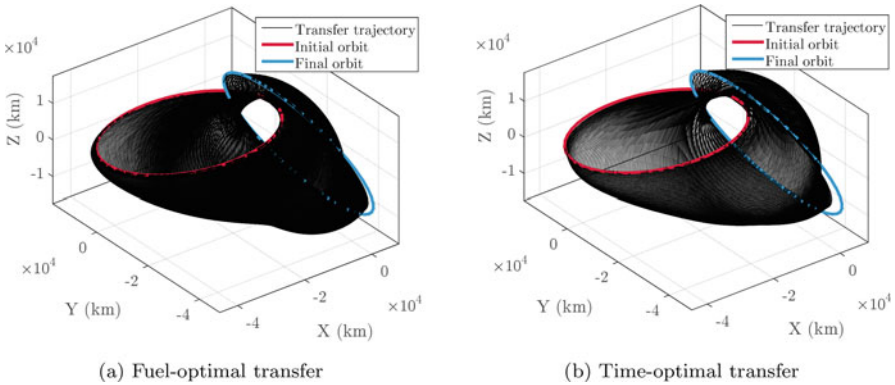 ×10⁴
Transfer trajectory
Initial orbit
Final orbit
Z (km)
1
0
-1
0
-2
-4
×10⁴
Y (km)
-4
-2
0
×10⁴
X (km)
(a) Fuel-optimal transfer
×10⁴
Transfer trajectory
Initial orbit
Final orbit
Z (km)
1
0
-1
0
-2
-4
×10⁴
Y (km)
-4
-2
0
×10⁴
X (km)
(b) Time-optimal transfer